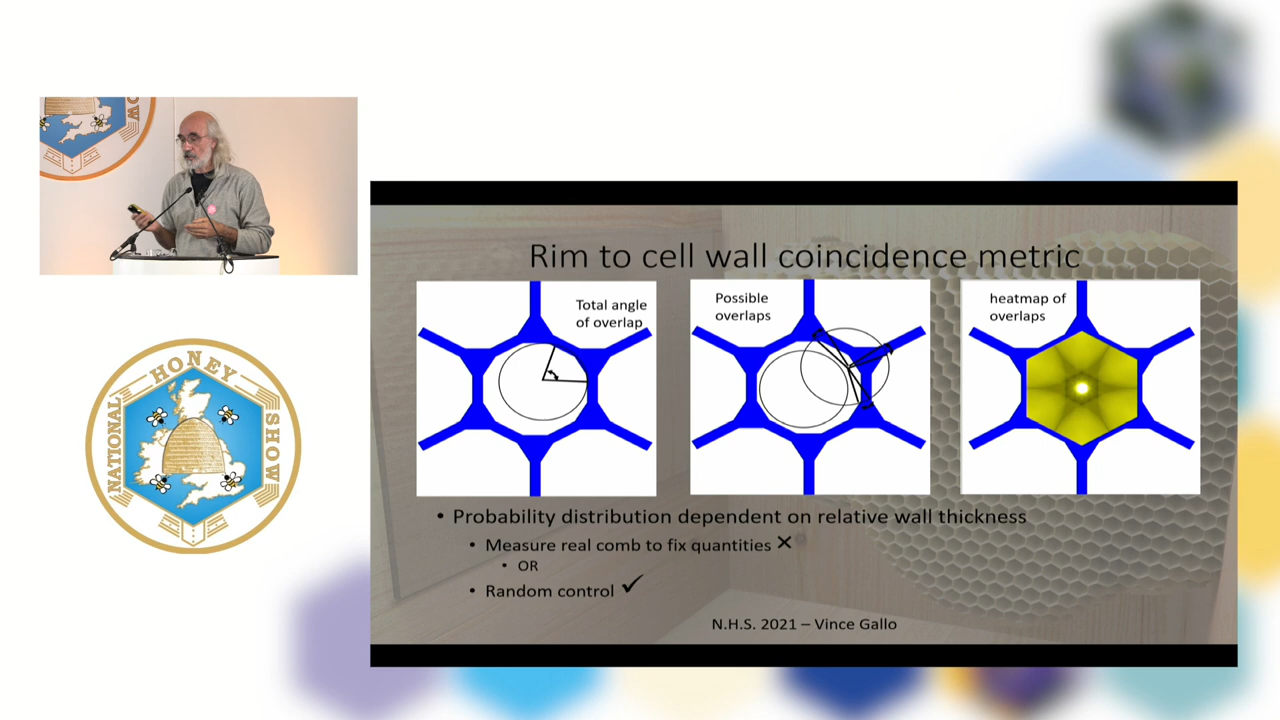 OW
Rim to cell wall coincidence metric
Total angle
of overlap
Possible
overlaps
heatmap of
overlaps
• Probability distribution dependent on relative wall thickness
• Measure real comb to fix quantities ✕
• OR
• Random control ✓
N.H.S. 2021 – Vince Gallo
NATIONAL HONEY SHOW